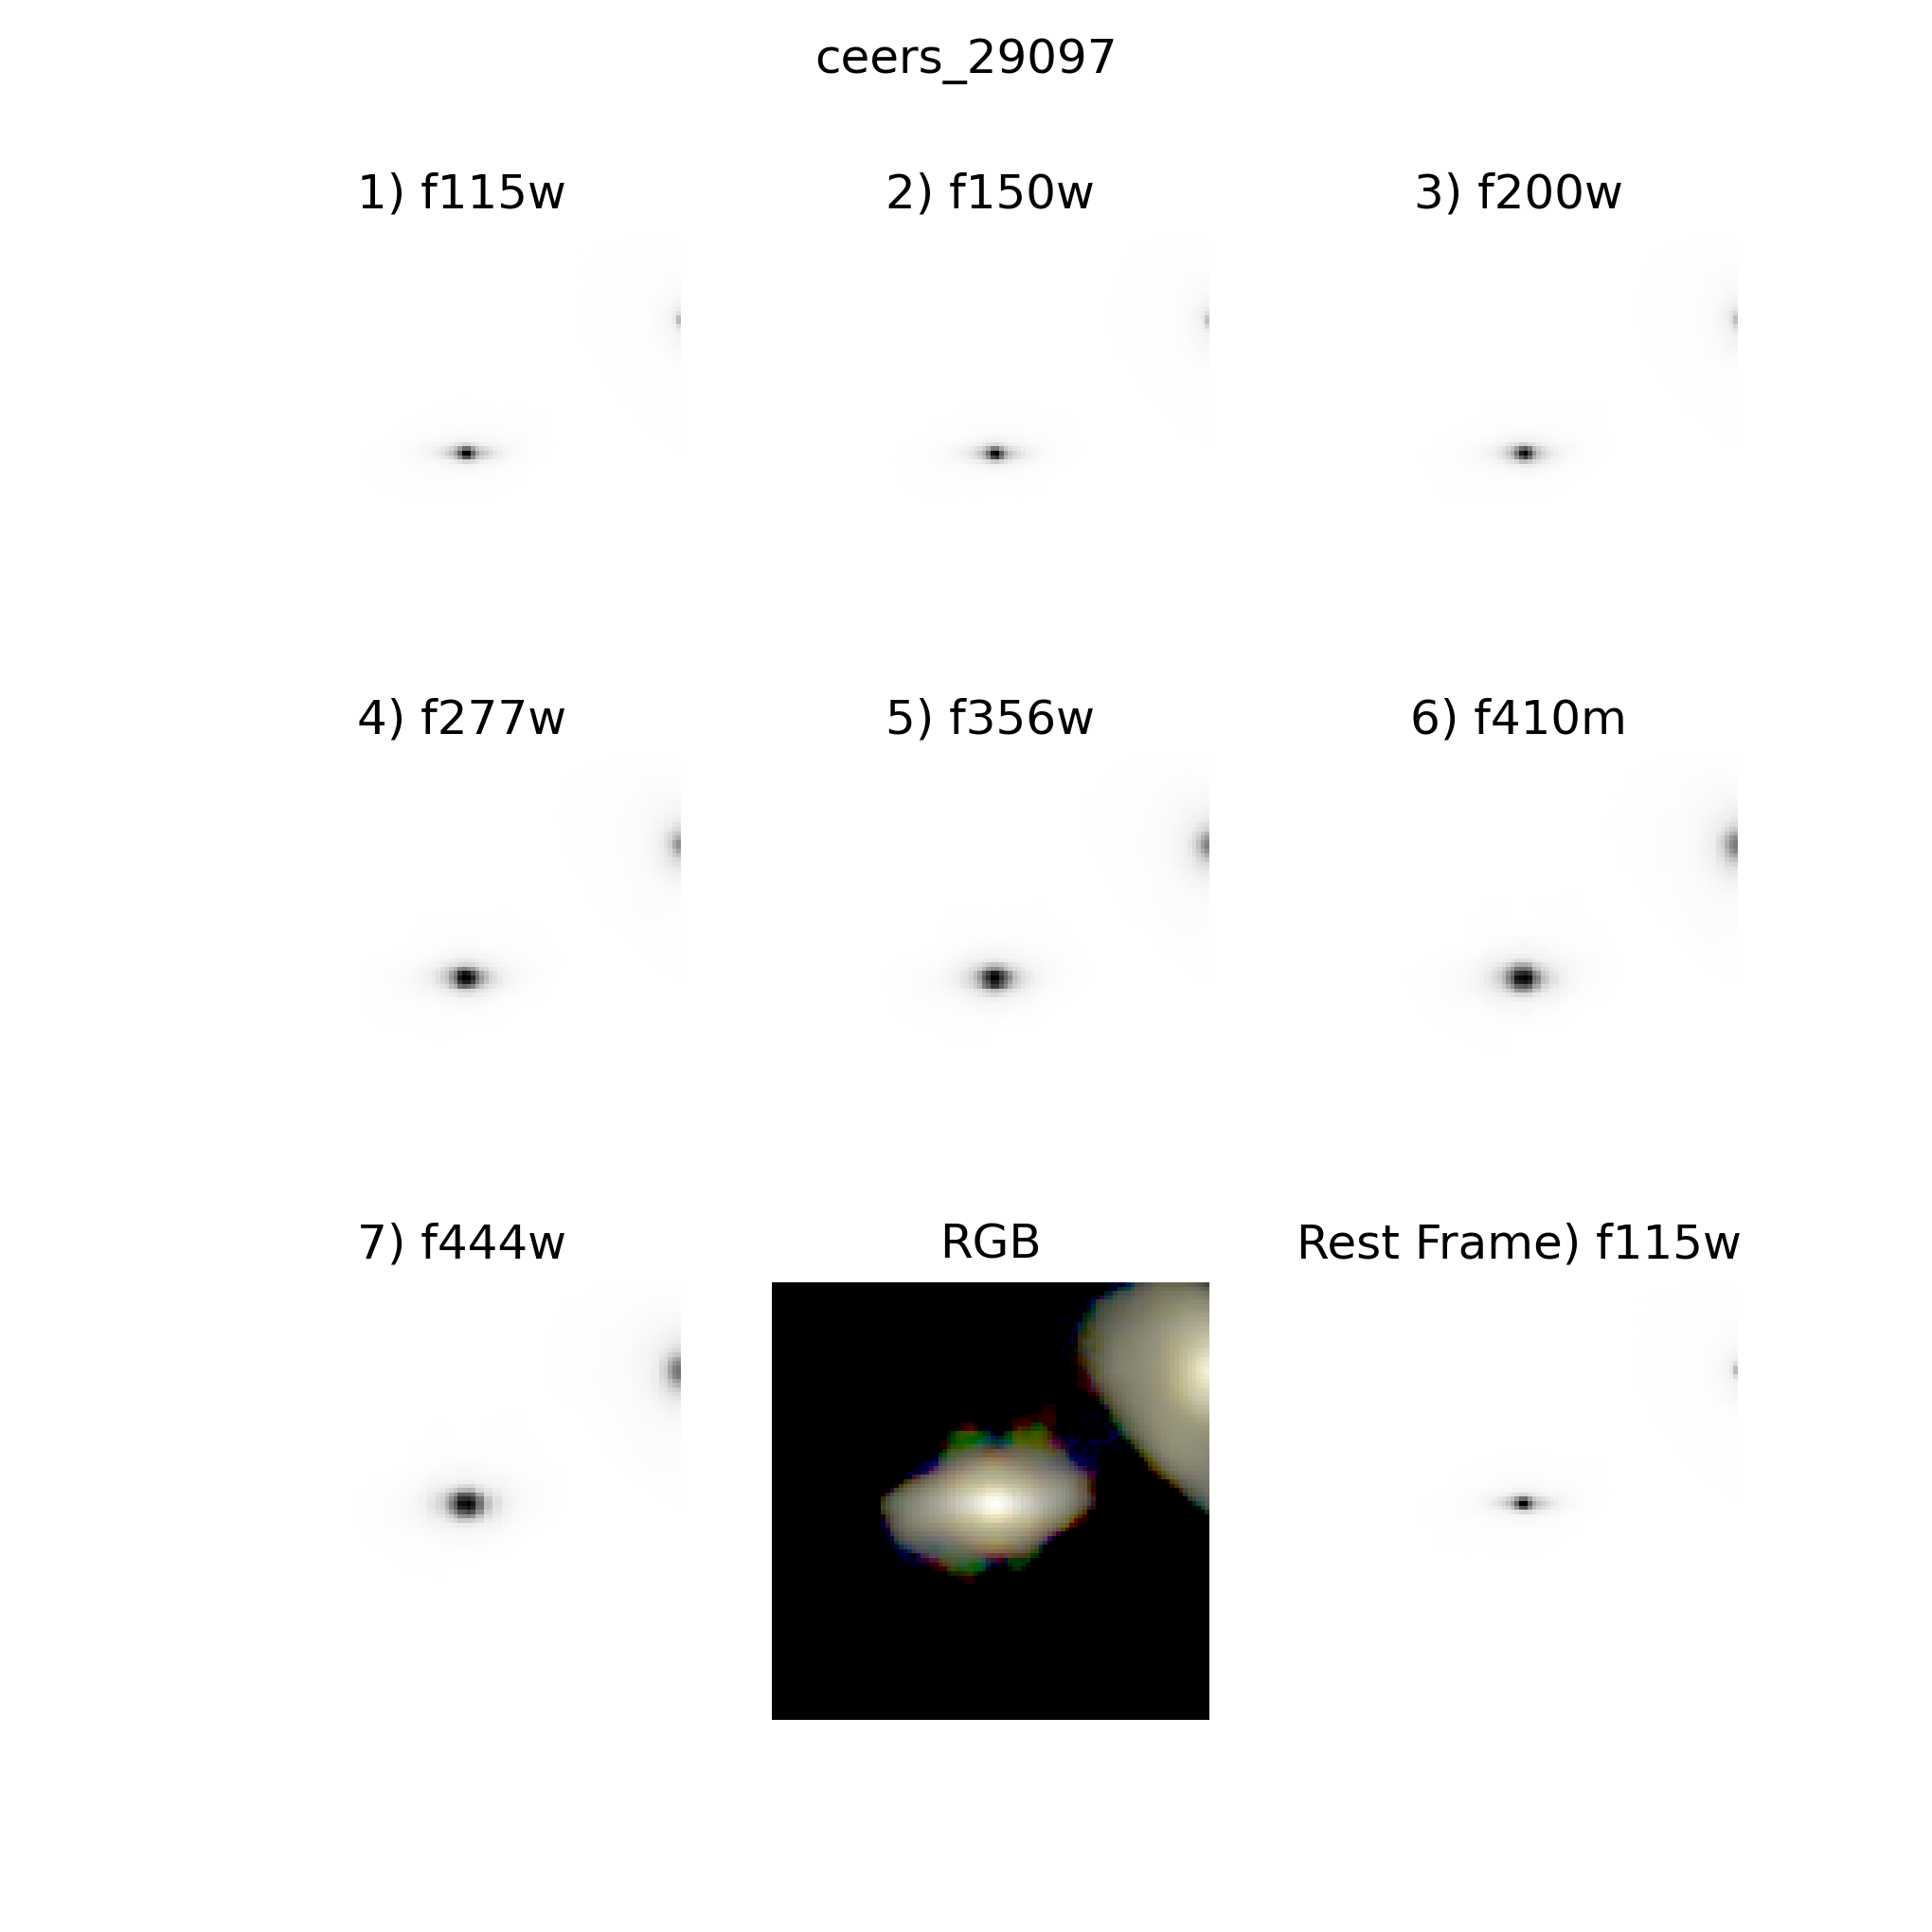 ceers_29097
1) f115w
2) f150w
3) f200w
4) f277w
5) f356w
6) f410m
7) f444w
RGB
Rest Frame) f115w